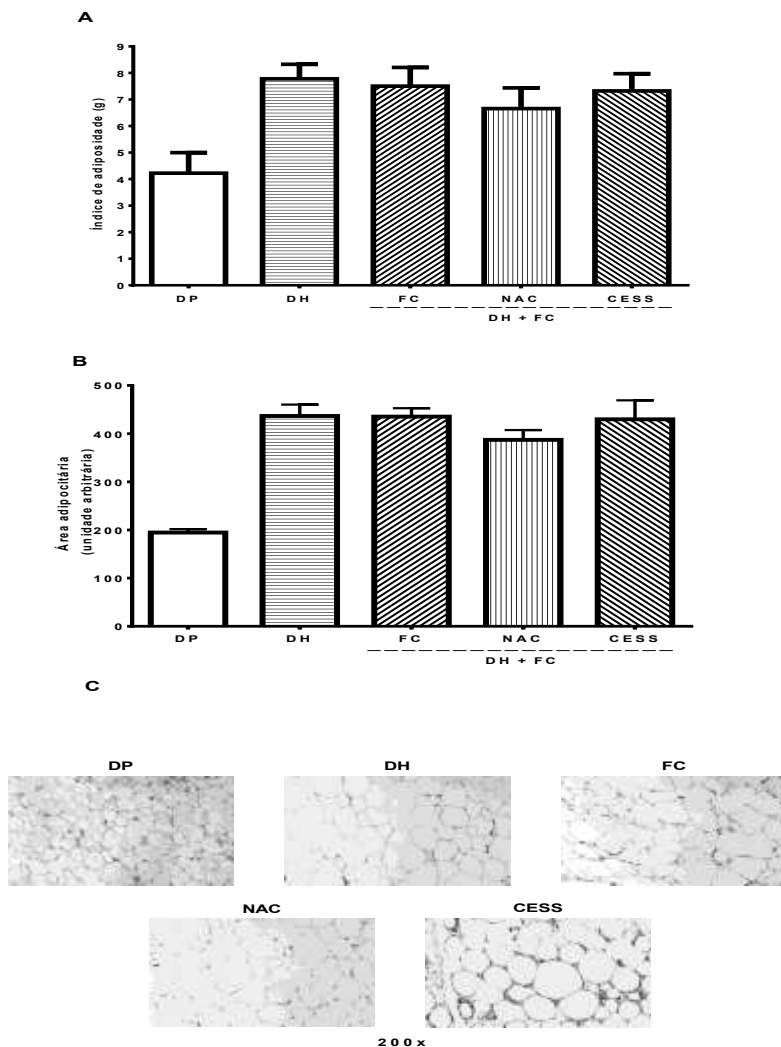 A
Índice de adiposidade (g)
9
8
7
6
5
4
3
2
1
0
DP DH FC NAC CESS
DH + FC
B
Área adipocitária
(unidade arbitrária)
500
400
300
200
100
0
DP DH FC NAC CESS
DH + FC
C
DP DH FC
NAC CESS
200x